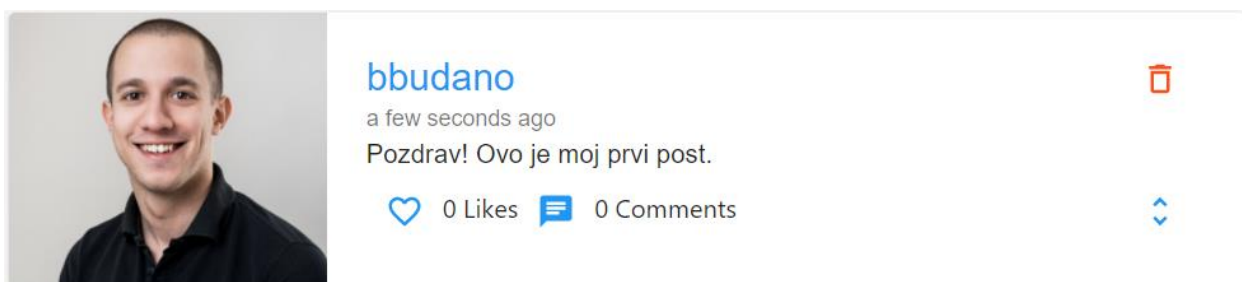 bbudano
a few seconds ago
Pozdrav! Ovo je moj prvi post.
0 Likes 0 Comments